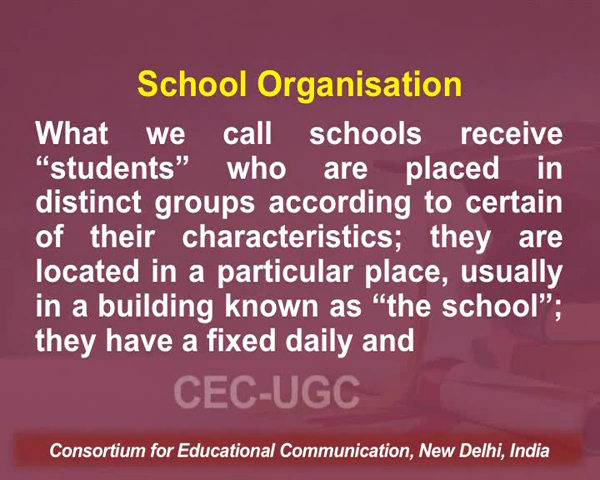 School Organisation
What we call schools receive
“students” who are placed in
distinct groups according to certain
of their characteristics; they are
located in a particular place, usually
in a building known as “the school”;
they have a fixed daily and
CEC-UGC
Consortium for Educational Communication, New Delhi, India